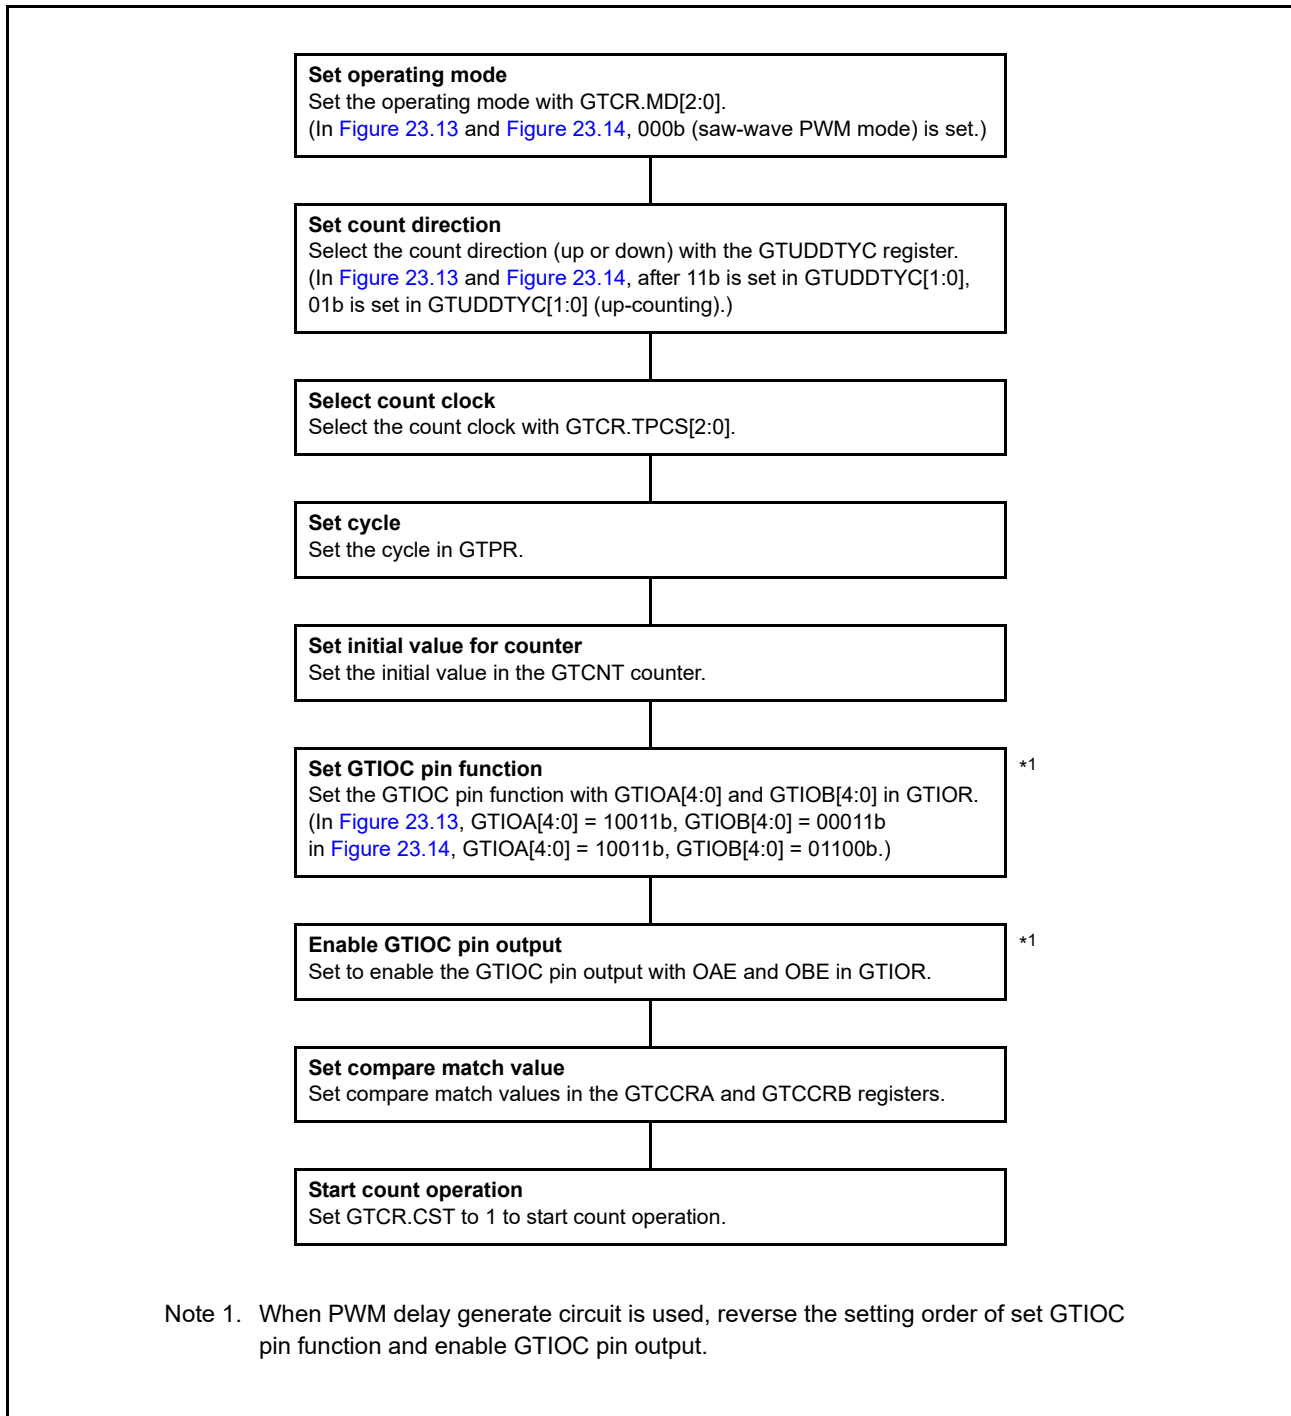 Set operating mode
Set the operating mode with GTCR.MD[2:0].
(In Figure 23.13 and Figure 23.14, 000b (saw-wave PWM mode) is set.)
Set count direction
Select the count direction (up or down) with the GTUDDTYC register.
(In Figure 23.13 and Figure 23.14, after 11b is set in GTUDDTYC[1:0],
01b is set in GTUDDTYC[1:0] (up-counting).)
Select count clock
Select the count clock with GTCR.TPCS[2:0].
Set cycle
Set the cycle in GTPR.
Set initial value for counter
Set the initial value in the GTCNT counter.
Set GTIOC pin function *1
Set the GTIOC pin function with GTIOA[4:0] and GTIOB[4:0] in GTIOR.
(In Figure 23.13, GTIOA[4:0] = 10011b, GTIOB[4:0] = 00011b
in Figure 23.14, GTIOA[4:0] = 10011b, GTIOB[4:0] = 01100b.)
Enable GTIOC pin output *1
Set to enable the GTIOC pin output with OAE and OBE in GTIOR.
Set compare match value
Set compare match values in the GTCCRA and GTCCRB registers.
Start count operation
Set GTCR.CST to 1 to start count operation.
Note 1. When PWM delay generate circuit is used, reverse the setting order of set GTIOC
pin function and enable GTIOC pin output.